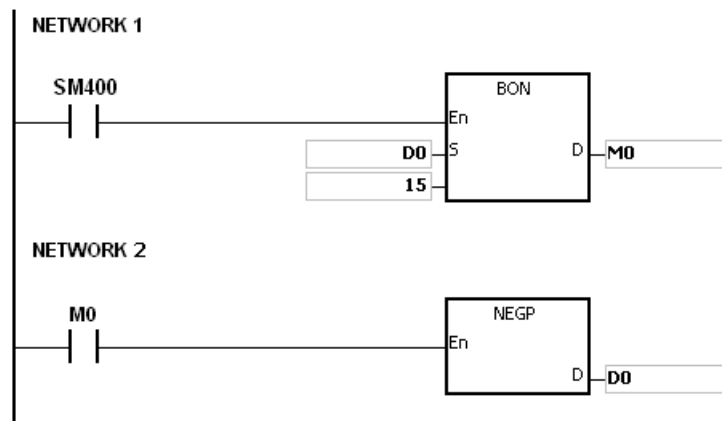 NETWORK 1
SM400
BON
En
D0 S D M0
15
NETWORK 2
M0
NEGP
En
D D0